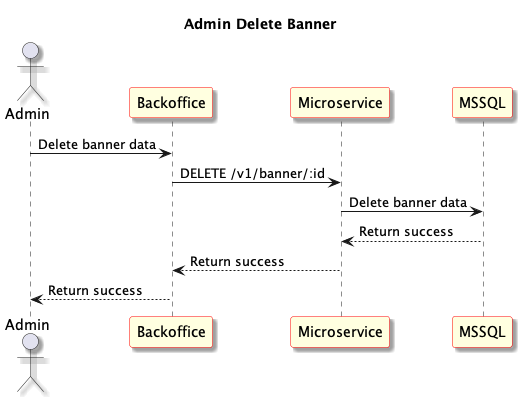 Admin Delete Banner
Admin
Backoffice
Microservice
MSSQL
Delete banner data
DELETE /v1/banner/:id
Delete banner data
Return success
Return success
Return success
Admin
Backoffice
Microservice
MSSQL